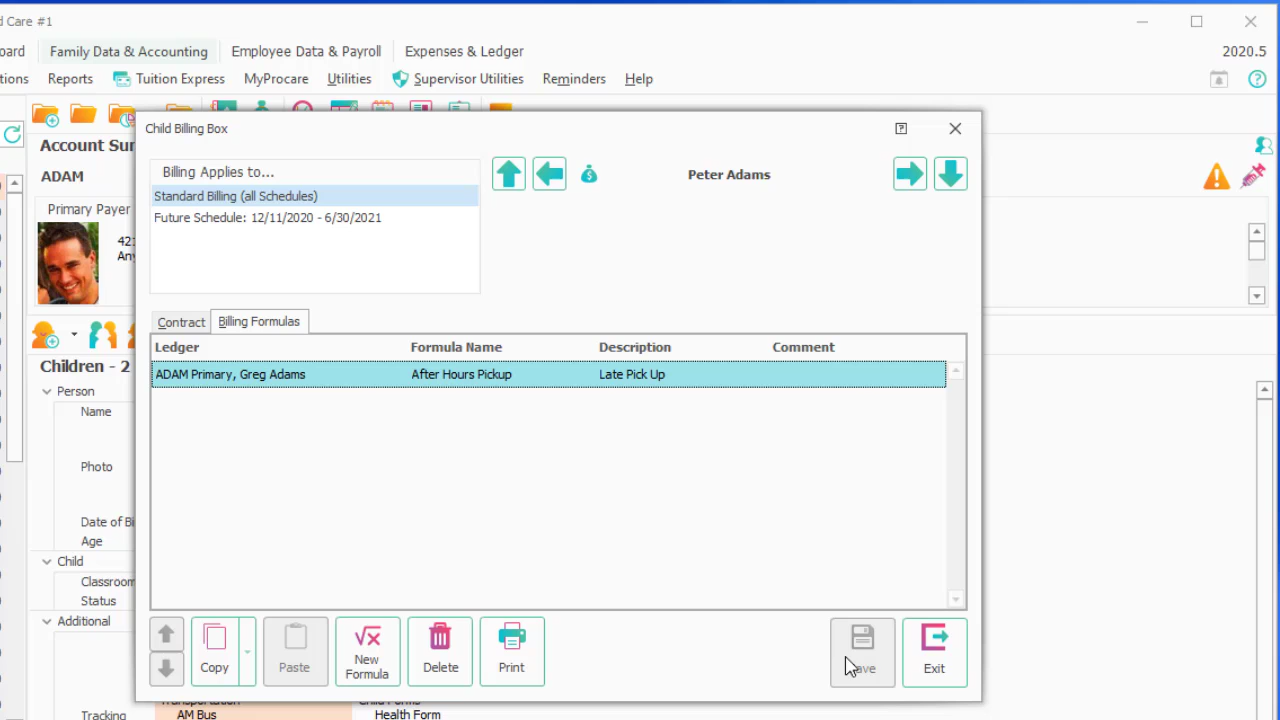 d Care #1
oard Family Data & Accounting Employee Data & Payroll Expenses & Ledger 2020.5
tions Reports Tuition Express MyProcare Utilities Supervisor Utilities Reminders Help
Account Sur
ADAM
Primary Payer
421
Any
Children - 2
Person
Name
Photo
Date of Bi
Age
Child
Classroom
Status
Additional
Tracking
AM Bus
Health Form
Child Billing Box
Billing Applies to...
Standard Billing (all Schedules)
Future Schedule: 12/11/2020 - 6/30/2021
Peter Adams
Contract Billing Formulas
Ledger Formula Name Description Comment
ADAM Primary, Greg Adams After Hours Pickup Late Pick Up
Copy Paste New Formula Delete Print
ave Exit